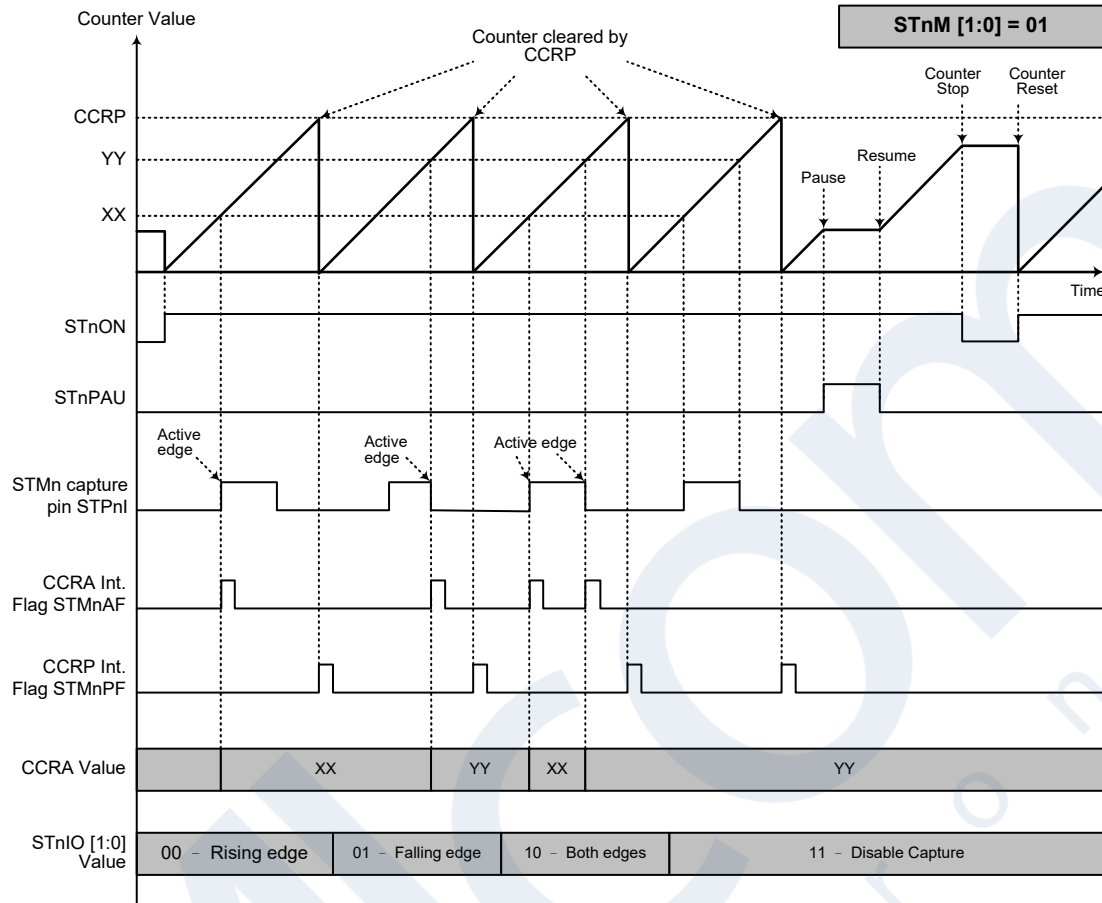 Counter Value
STnM [1:0] = 01
Counter cleared by
CCRP
Counter
Stop
Counter
Reset
CCRP
YY
XX
Pause
Resume
Time
STnON
STnPAU
Active
edge
Active
edge
Active edge
STMn capture
pin STPnI
CCRA Int.
Flag STMnAF
CCRP Int.
Flag STMnPF
CCRA Value
XX
YY
XX
YY
STnIO [1:0]
Value
00 - Rising edge
01 - Falling edge
10 - Both edges
11 - Disable Capture